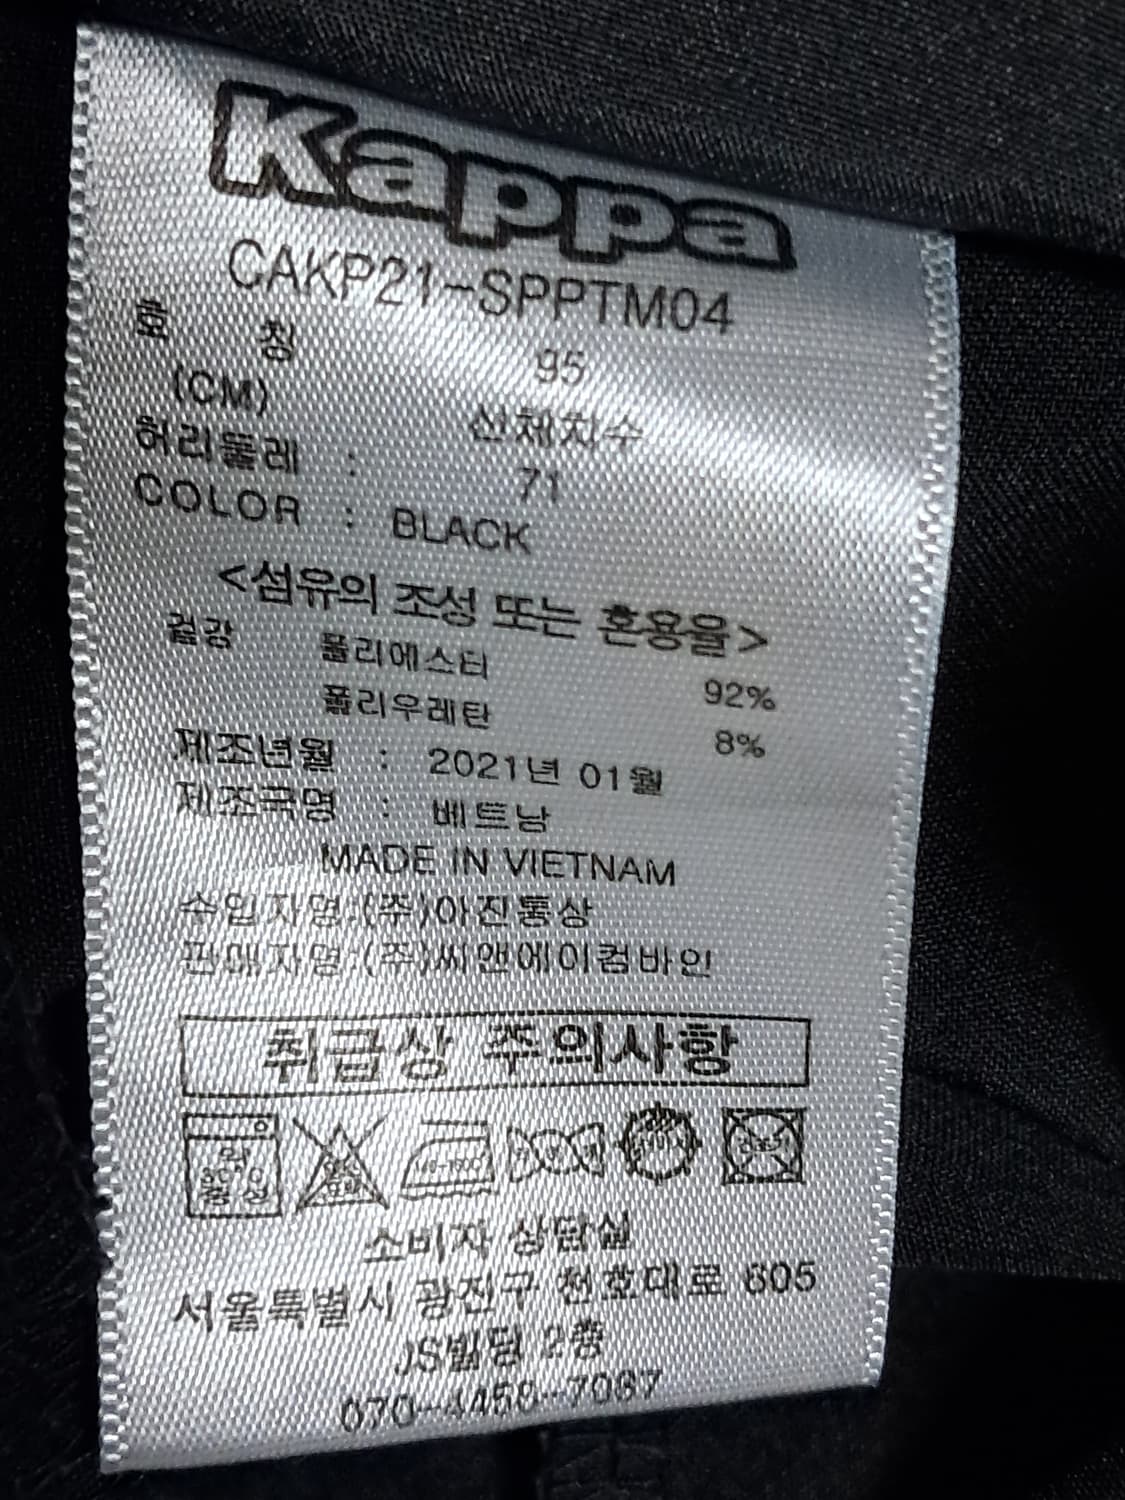 Kappa
CAKP21-SPPTM04
호 칭 95
(CM) 신체치수
허리둘레 : 71
COLOR : BLACK
<섬유의 조성 또는 혼용율>
겉감 폴리에스터 92%
폴리우레탄 8%
제조년월 : 2021년 01월
제조국명 : 베트남
MADE IN VIETNAM
수입자명:(주)아진통상
판매자명:(주)씨앤에이컴바인
취급상 주의사항
소비자 상담실
서울특별시 광진구 천호대로 605
JS빌딩 2층
070-4458-7087